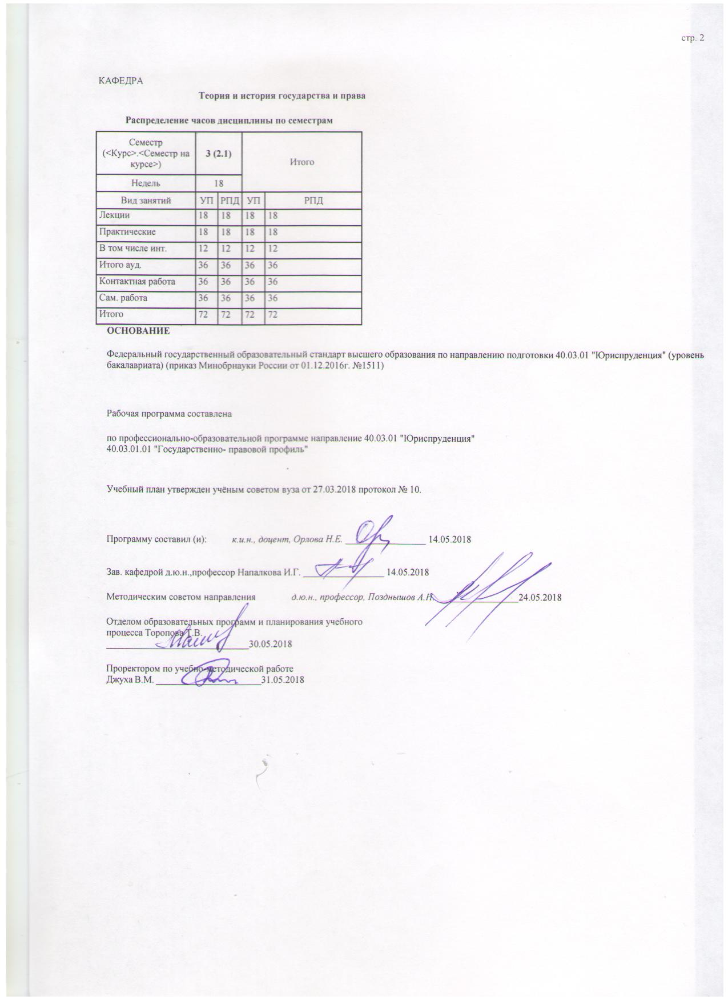 стр. 2
КАФЕДРА
Теория и история государства и права
Распределение часов дисциплины по семестрам
Семестр
(<Курс>.<Семестр на
курсе>)
3 (2.1)
Итого
Недель 18
Вид занятий УП РПД УП РПД
Лекции 18 18 18 18
Практические 18 18 18 18
В том числе инт. 12 12 12 12
Итого ауд. 36 36 36 36
Контактная работа 36 36 36 36
Сам. работа 36 36 36 36
Итого 72 72 72 72
ОСНОВАНИЕ
Федеральный государственный образовательный стандарт высшего образования по направлению подготовки 40.03.01 "Юриспруденция" (уровень
бакалавриата) (приказ Минобрнауки России от 01.12.2016г. №1511)
Рабочая программа составлена
по профессионально-образовательной программе направление 40.03.01 "Юриспруденция"
40.03.01.01 "Государственно- правовой профиль"
Учебный план утвержден учёным советом вуза от 27.03.2018 протокол № 10.
Программу составил (и): к.и.н., доцент, Орлова Н.Е. 14.05.2018
Зав. кафедрой д.ю.н.,профессор Напалкова И.Г. 14.05.2018
Методическим советом направления д.ю.н., профессор, Позднышов А.Н. 24.05.2018
Отделом образовательных программ и планирования учебного
процесса Торопова Т.В.
30.05.2018
Проректором по учебно-методической работе
Джуха В.М. 31.05.2018